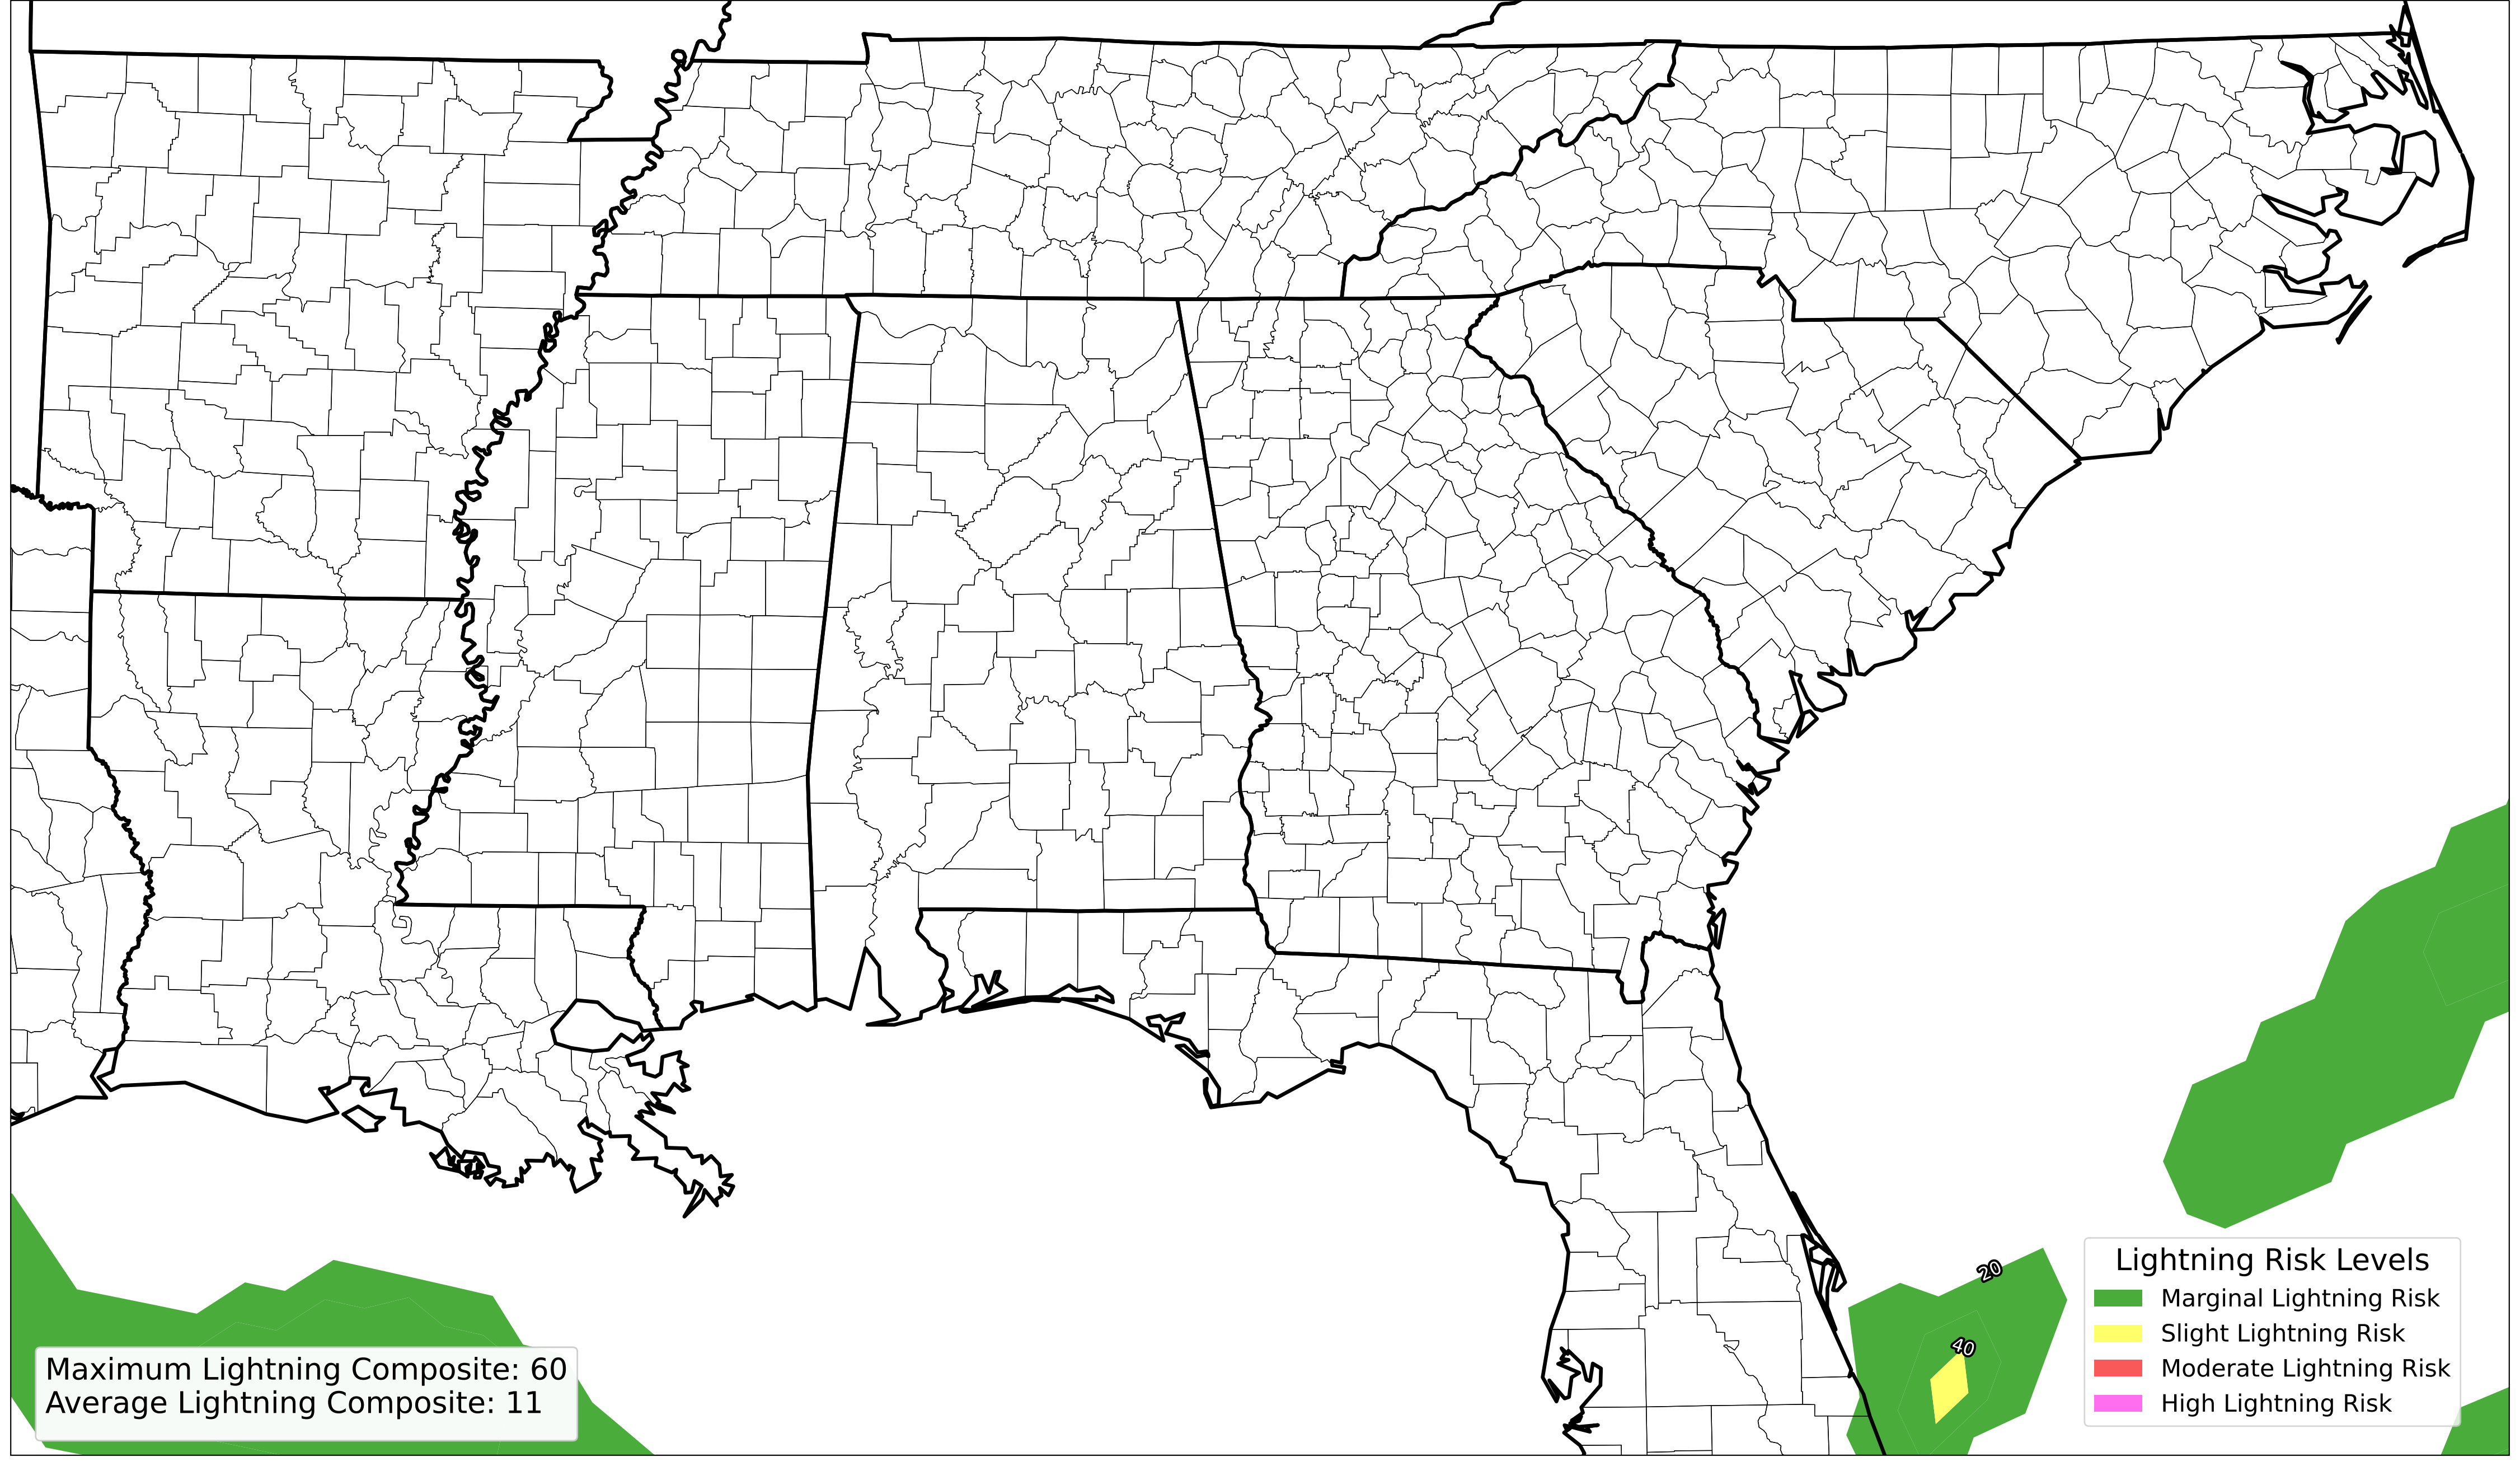 20
40
Lightning Risk Levels
Marginal Lightning Risk
Slight Lightning Risk
Moderate Lightning Risk
High Lightning Risk
Maximum Lightning Composite: 60
Average Lightning Composite: 11